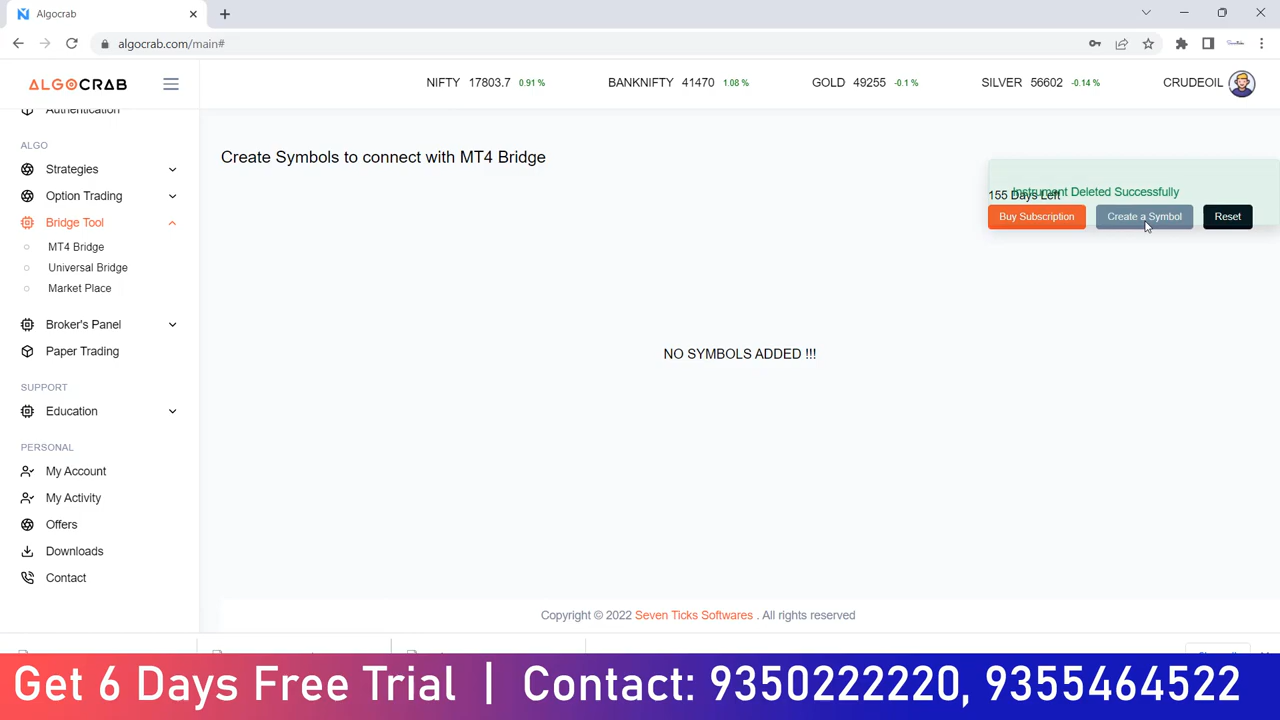 Algocrab
algocrab.com/main#
ALGOCRAB
NIFTY 17803.7 0.91 %
BANKNIFTY 41470 1.08 %
GOLD 49255 -0.1 %
SILVER 56602 -0.14 %
CRUDEOIL
Authentication
ALGO
Strategies
Option Trading
Bridge Tool
MT4 Bridge
Universal Bridge
Market Place
Broker's Panel
Paper Trading
SUPPORT
Education
PERSONAL
My Account
My Activity
Offers
Downloads
Contact
Create Symbols to connect with MT4 Bridge
Instrument Deleted Successfully
155 Days Left
Buy Subscription
Create a Symbol
Reset
NO SYMBOLS ADDED !!!
Copyright © 2022 Seven Ticks Softwares . All rights reserved
Get 6 Days Free Trial | Contact: 9350222220, 9355464522